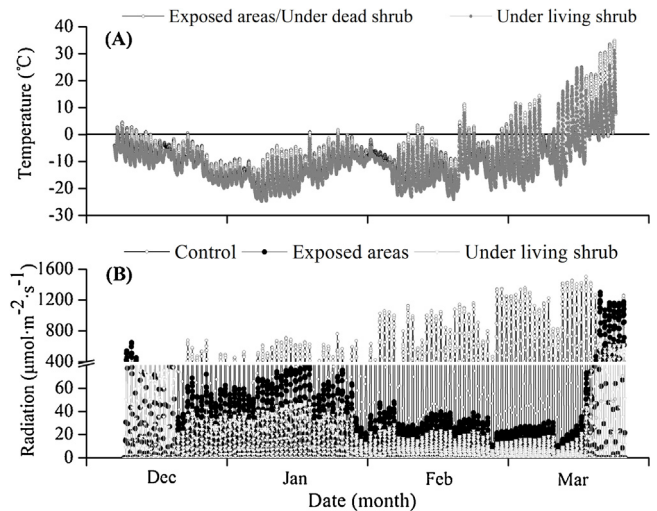 Exposed areas/Under dead shrub Under living shrub
(A)
Temperature (℃)
40
30
20
10
0
-10
-20
-30
Control Exposed areas Under living shrub
(B)
Radiation (μmol·m-2·s-1)
1600
1200
800
400
60
40
20
0
Dec Jan Feb Mar
Date (month)